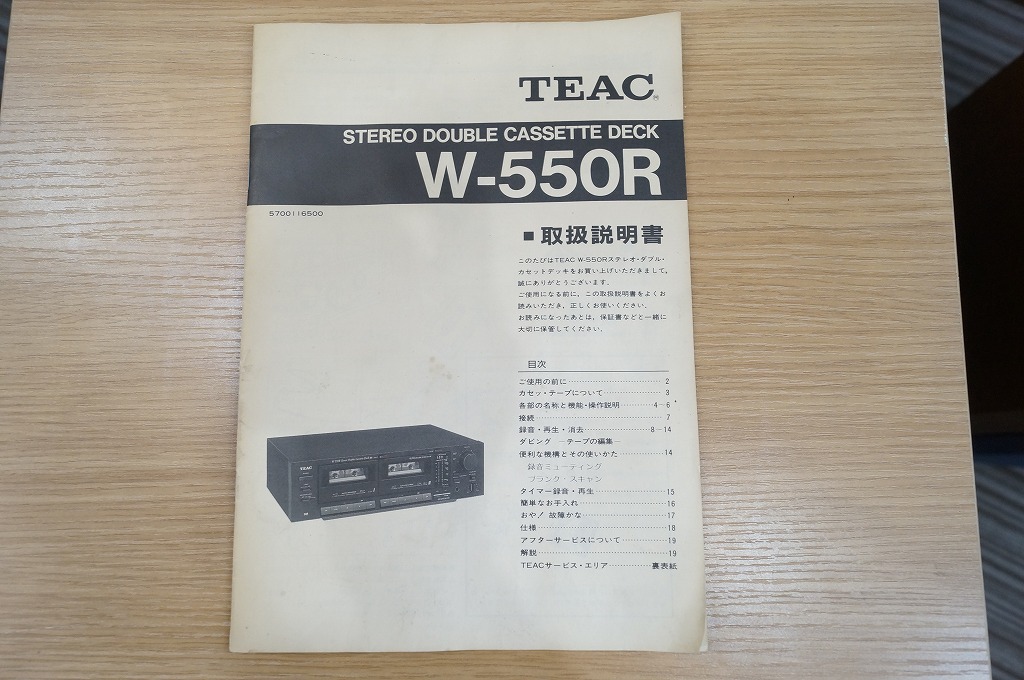 TEAC®
STEREO DOUBLE CASSETTE DECK
W-550R
5700116500
■ 取扱説明書
このたびはTEAC W-550Rステレオ・ダブル・
カセットデッキをお買い上げいただきまして,
誠にありがとうございます.
ご使用になる前に, この取扱説明書をよくお
読みいただき, 正しくお使いください.
お読みになったあとは, 保証書などと一緒に
大切に保管してください.
目次
ご使用の前に……………………………2
カセット・テープについて…………………3
各部の名称と機能・操作説明…………4-6
接続…………………………………………7
録音・再生・消去……………………8-14
ダビング ―テープの編集―
便利な機構とその使いかた……………14
録音ミューティング
ブランク・スキャン
タイマー録音・再生……………………15
簡単なお手入れ…………………………16
おや! 故障かな…………………………17
仕様………………………………………18
アフターサービスについて……………19
解説………………………………………19
TEACサービス・エリア……………裏表紙
TEAC